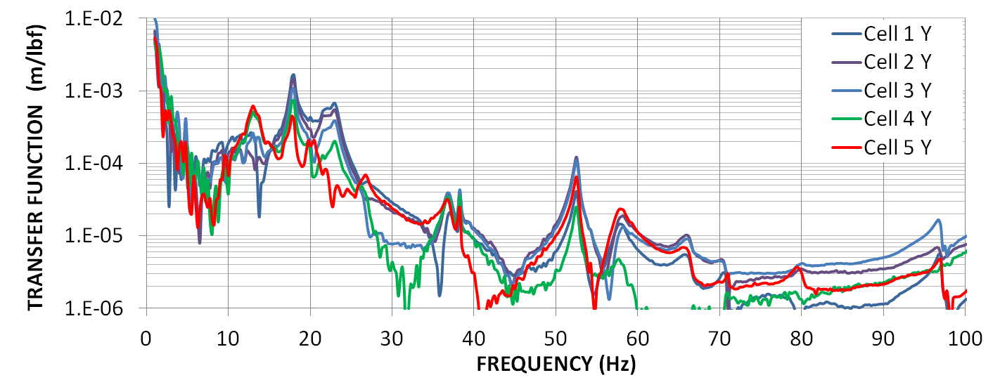 TRANSFER FUNCTION (m/lbf)
1.E-02
1.E-03
1.E-04
1.E-05
1.E-06
Cell 1 Y
Cell 2 Y
Cell 3 Y
Cell 4 Y
Cell 5 Y
0 10 20 30 40 50 60 70 80 90 100
FREQUENCY (Hz)